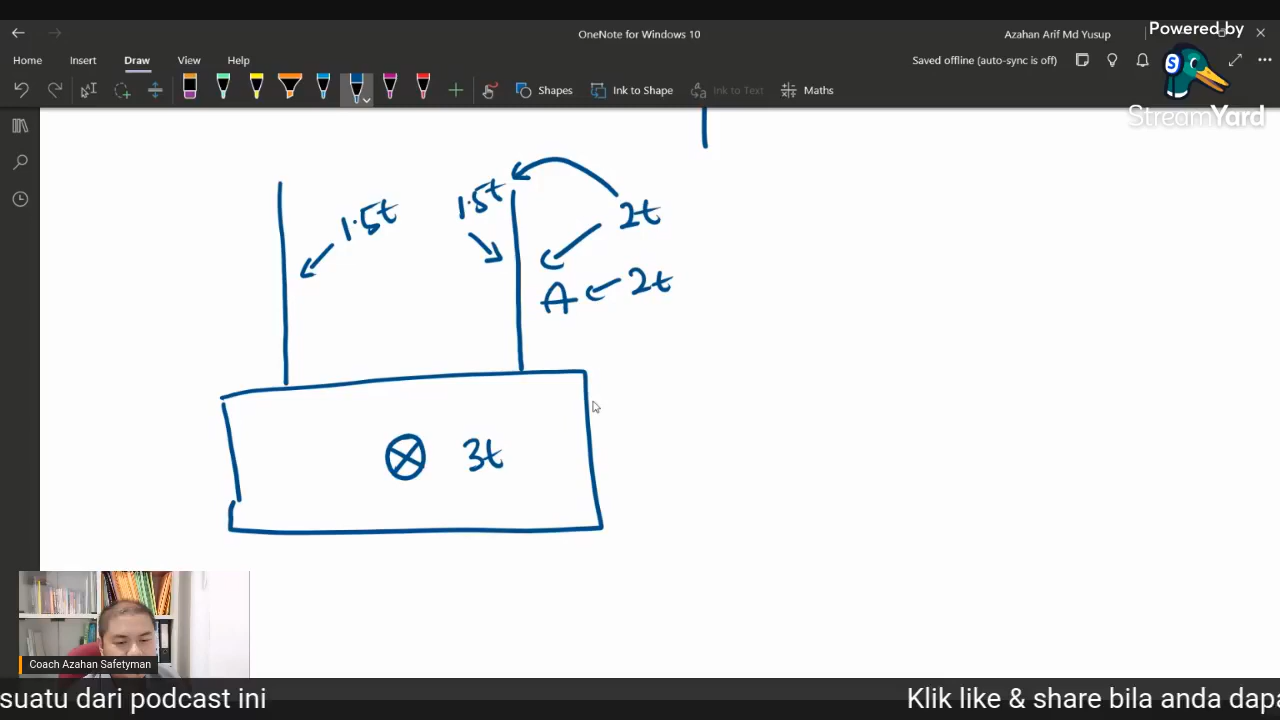 OneNote for Windows 10
Azahan Arif Md Yusup
Powered by
StreamYard
Home Insert Draw View Help
Saved offline (auto-sync is off)
Shapes Ink to Shape Ink to Text Maths
1.5t
1.5t
2t
A ← 2t
3t
Coach Azahan Safetyman
suatu dari podcast ini
Klik like & share bila anda dapa